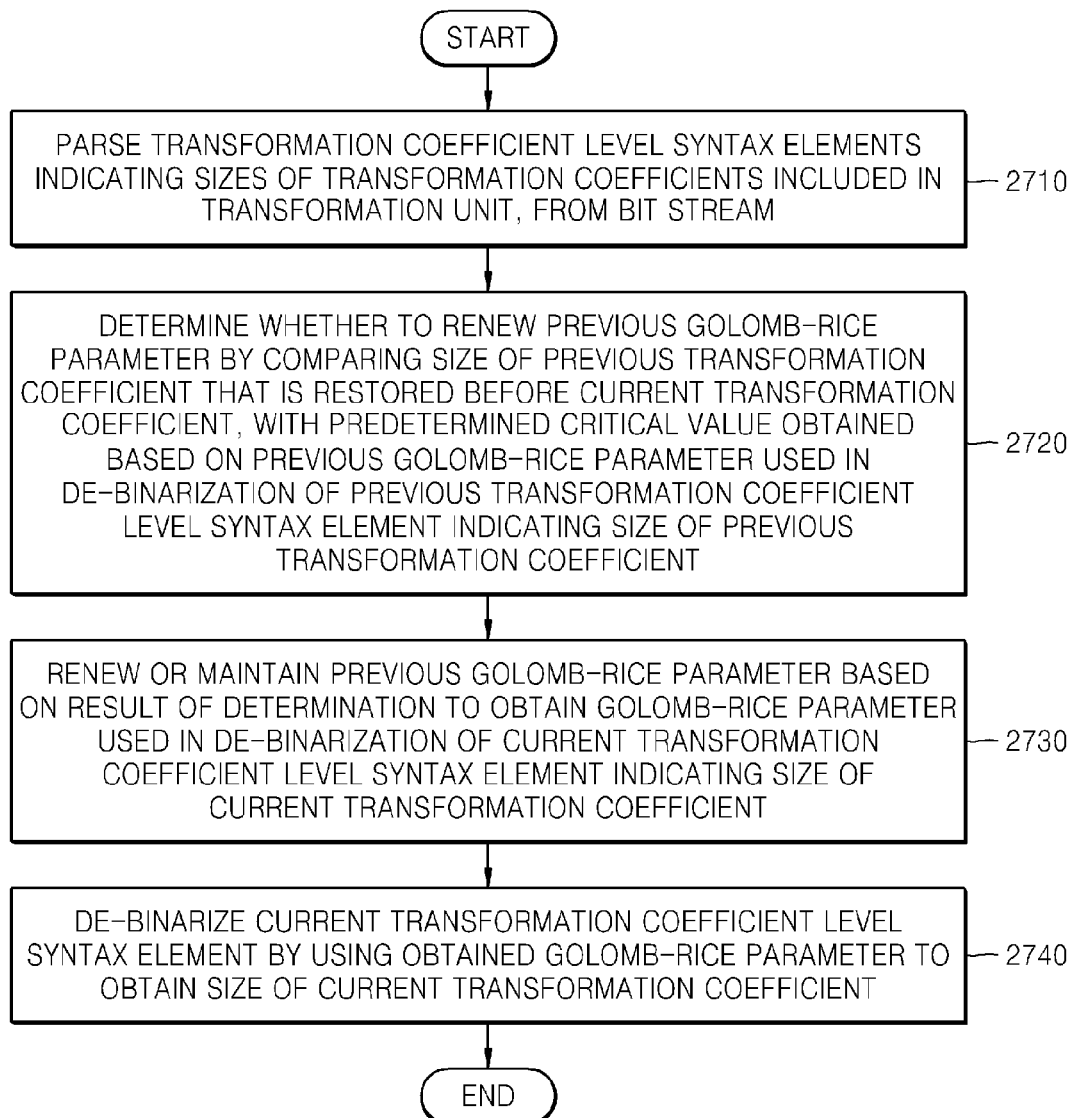 START
PARSE TRANSFORMATION COEFFICIENT LEVEL SYNTAX ELEMENTS
INDICATING SIZES OF TRANSFORMATION COEFFICIENTS INCLUDED IN
TRANSFORMATION UNIT, FROM BIT STREAM
2710
DETERMINE WHETHER TO RENEW PREVIOUS GOLOMB-RICE
PARAMETER BY COMPARING SIZE OF PREVIOUS TRANSFORMATION
COEFFICIENT THAT IS RESTORED BEFORE CURRENT TRANSFORMATION
COEFFICIENT, WITH PREDETERMINED CRITICAL VALUE OBTAINED
BASED ON PREVIOUS GOLOMB-RICE PARAMETER USED IN
DE-BINARIZATION OF PREVIOUS TRANSFORMATION COEFFICIENT
LEVEL SYNTAX ELEMENT INDICATING SIZE OF PREVIOUS
TRANSFORMATION COEFFICIENT
2720
RENEW OR MAINTAIN PREVIOUS GOLOMB-RICE PARAMETER BASED
ON RESULT OF DETERMINATION TO OBTAIN GOLOMB-RICE PARAMETER
USED IN DE-BINARIZATION OF CURRENT TRANSFORMATION
COEFFICIENT LEVEL SYNTAX ELEMENT INDICATING SIZE OF
CURRENT TRANSFORMATION COEFFICIENT
2730
DE-BINARIZE CURRENT TRANSFORMATION COEFFICIENT LEVEL
SYNTAX ELEMENT BY USING OBTAINED GOLOMB-RICE PARAMETER TO
OBTAIN SIZE OF CURRENT TRANSFORMATION COEFFICIENT
2740
END